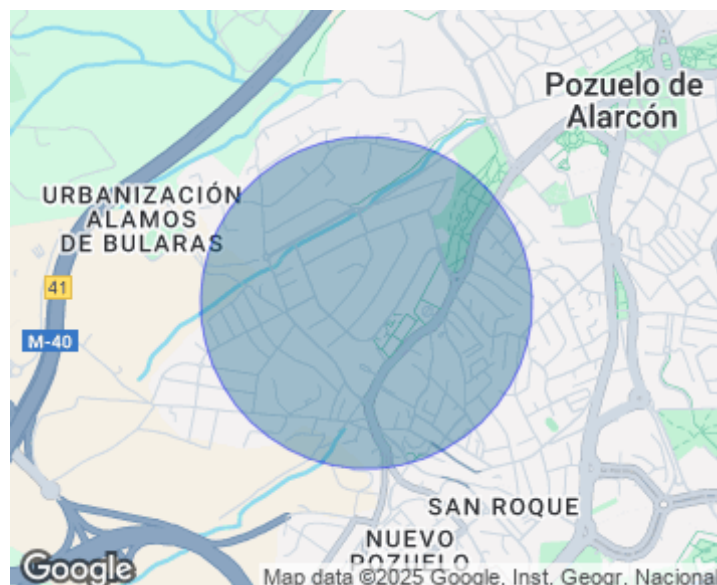 Pozuelo de
Alarcón
URBANIZACIÓN
ALAMOS
DE BULARAS
41
M-40
SAN ROQUE
NUEVO
POZUELO
Google
Map data ©2025 Google, Inst. Geogr. Nacional